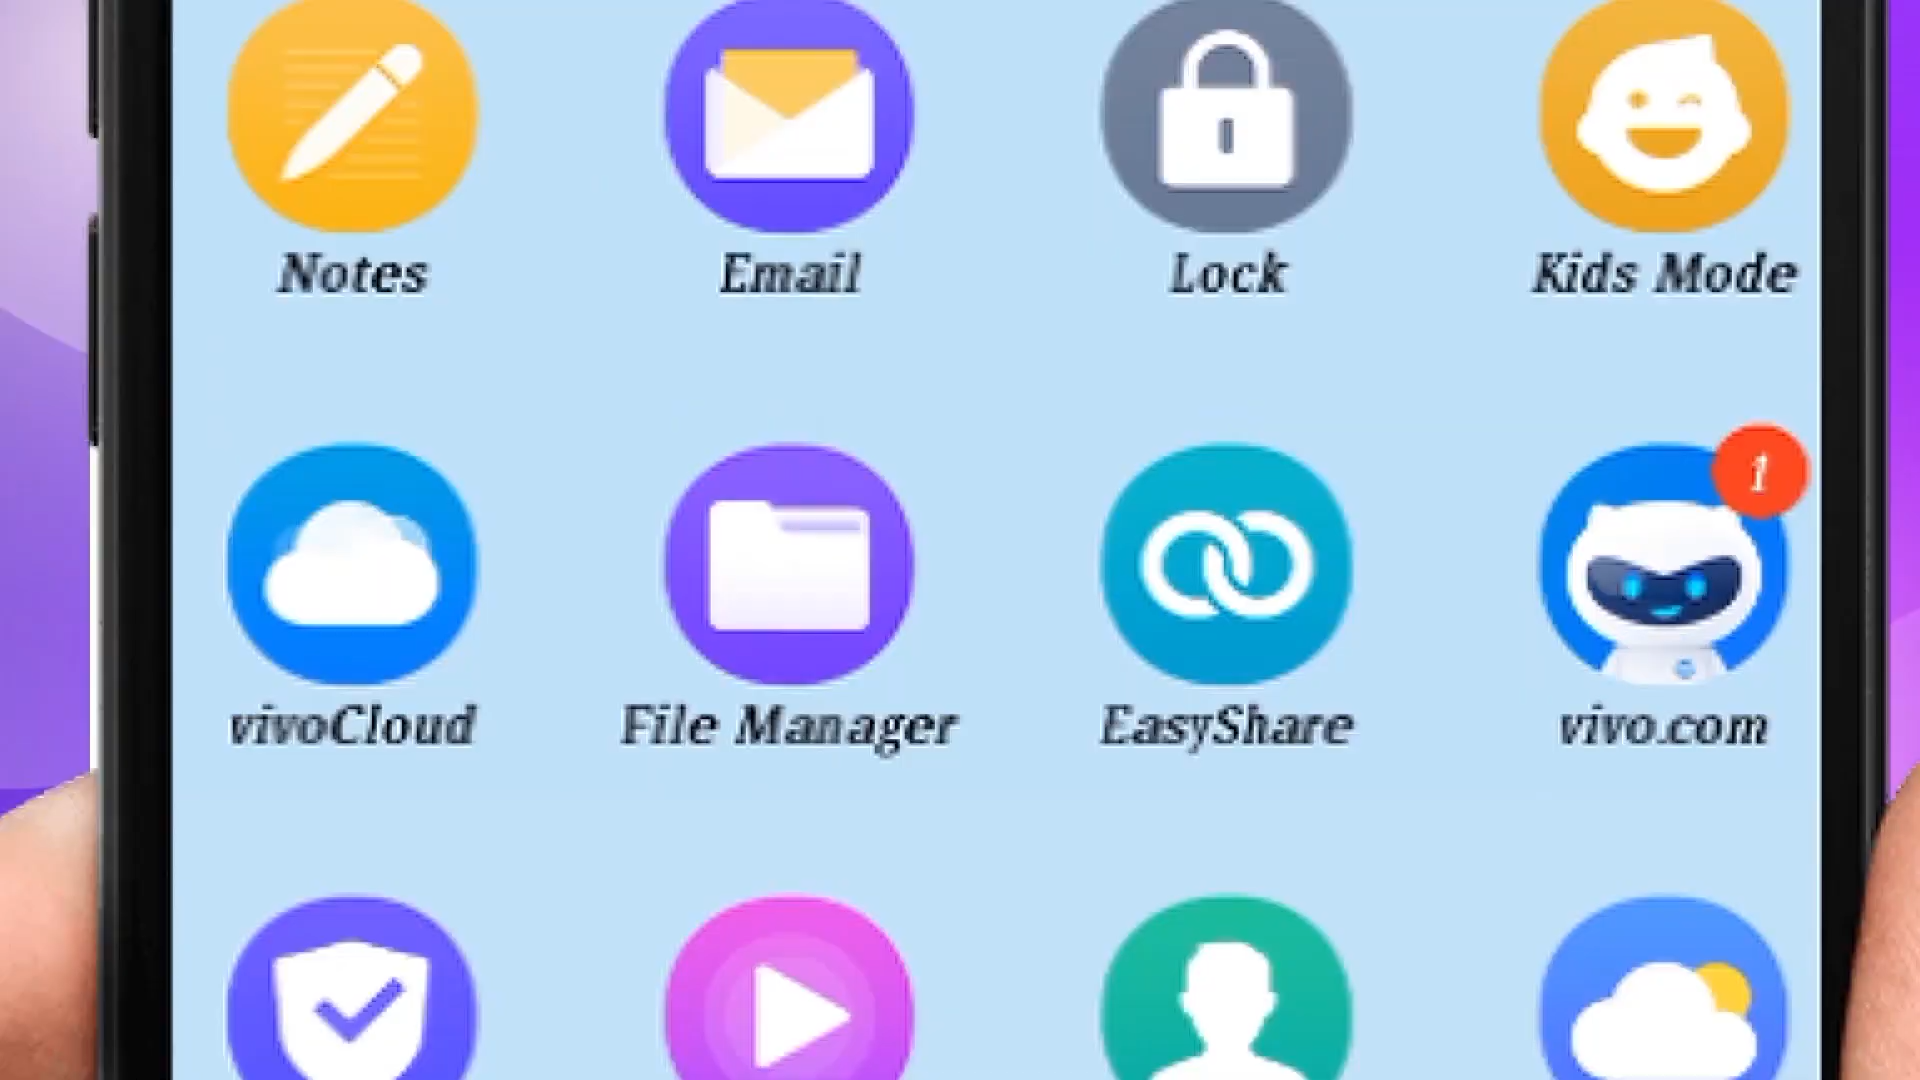 Notes
Email
Lock
Kids Mode
1
vivoCloud
File Manager
EasyShare
vivo.com